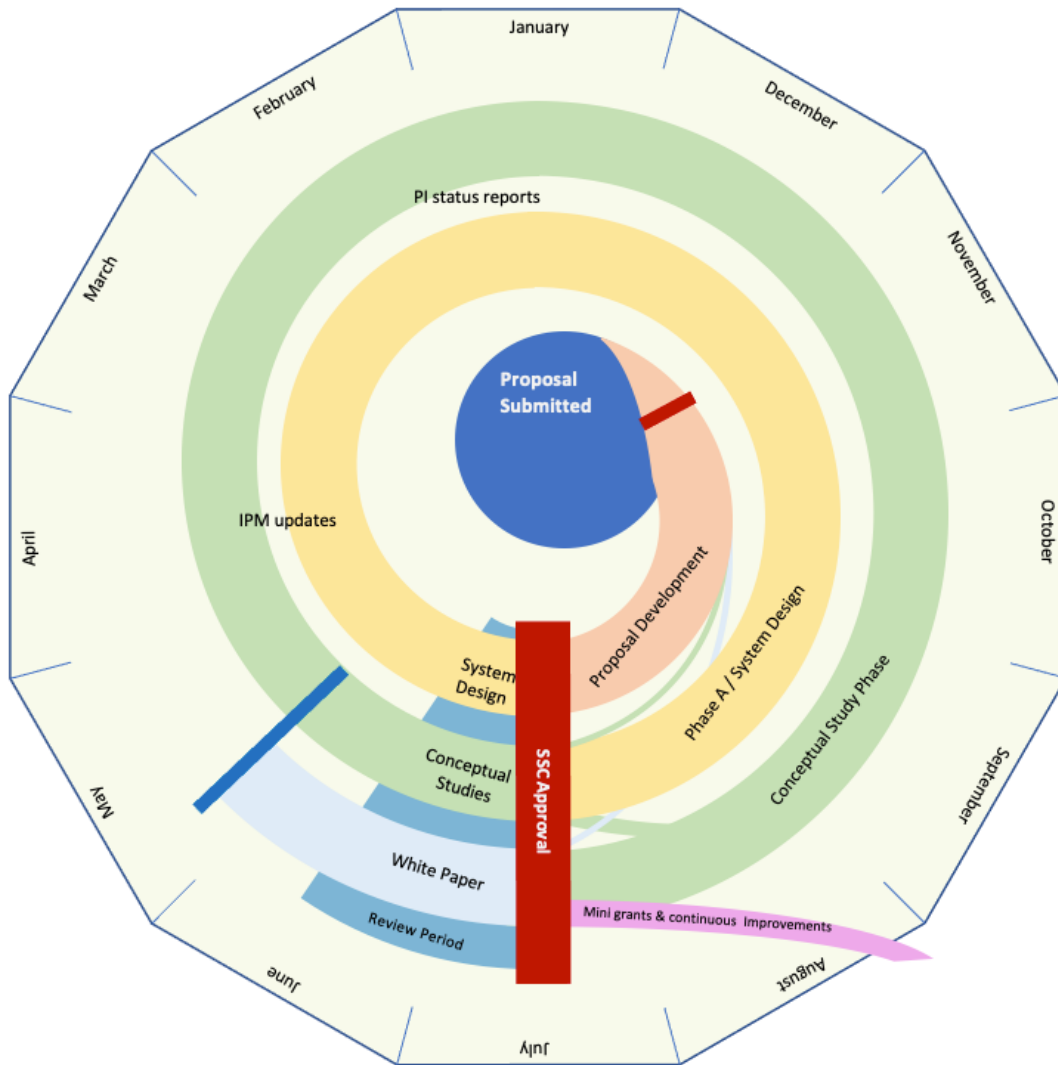 January
February
December
March
November
PI status reports
Proposal
Submitted
April
IPM updates
October
Proposal Development
Phase A / System Design
System
Design
Conceptual Study Phase
Conceptual
Studies
SSC Approval
May
September
White Paper
Review Period
Mini grants & continuous Improvements
June
August
July